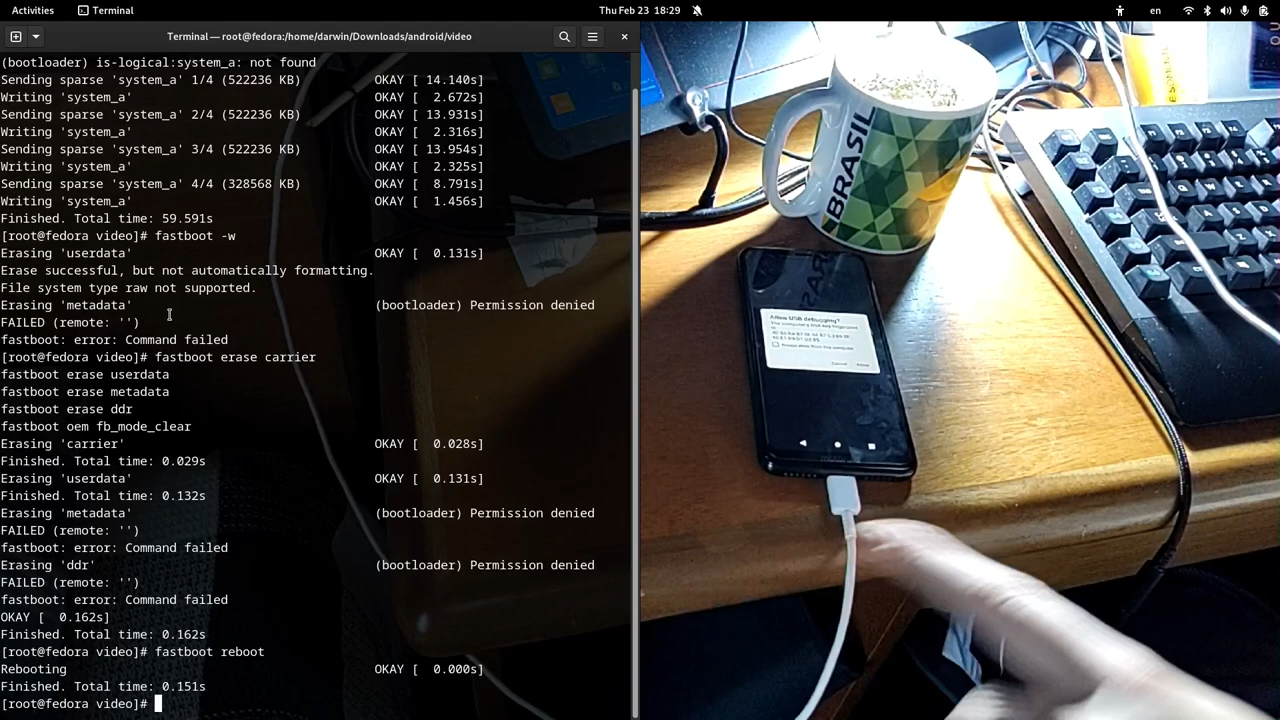 Activities
Terminal
Thu Feb 23 18:29
en
Terminal — root@fedora:/home/darwin/Downloads/android/video
(bootloader) is-logical:system_a: not found
Sending sparse 'system_a' 1/4 (522236 KB) OKAY [ 14.140s]
Writing 'system_a' OKAY [ 2.672s]
Sending sparse 'system_a' 2/4 (522236 KB) OKAY [ 13.931s]
Writing 'system_a' OKAY [ 2.316s]
Sending sparse 'system_a' 3/4 (522236 KB) OKAY [ 13.954s]
Writing 'system_a' OKAY [ 2.325s]
Sending sparse 'system_a' 4/4 (328568 KB) OKAY [ 8.791s]
Writing 'system_a' OKAY [ 1.456s]
Finished. Total time: 59.591s
[root@fedora video]# fastboot -w
Erasing 'userdata' OKAY [ 0.131s]
Erase successful, but not automatically formatting.
File system type raw not supported.
Erasing 'metadata' (bootloader) Permission denied
FAILED (remote: '')
fastboot: error: Command failed
[root@fedora video]# fastboot erase carrier
fastboot erase userdata
fastboot erase metadata
fastboot erase ddr
fastboot oem fb_mode_clear
Erasing 'carrier' OKAY [ 0.028s]
Finished. Total time: 0.029s
Erasing 'userdata' OKAY [ 0.131s]
Finished. Total time: 0.132s
Erasing 'metadata' (bootloader) Permission denied
FAILED (remote: '')
fastboot: error: Command failed
Erasing 'ddr' (bootloader) Permission denied
FAILED (remote: '')
fastboot: error: Command failed
OKAY [ 0.162s]
Finished. Total time: 0.162s
[root@fedora video]# fastboot reboot
Rebooting OKAY [ 0.000s]
Finished. Total time: 0.151s
[root@fedora video]#
BRASIL
Allow USB debugging?